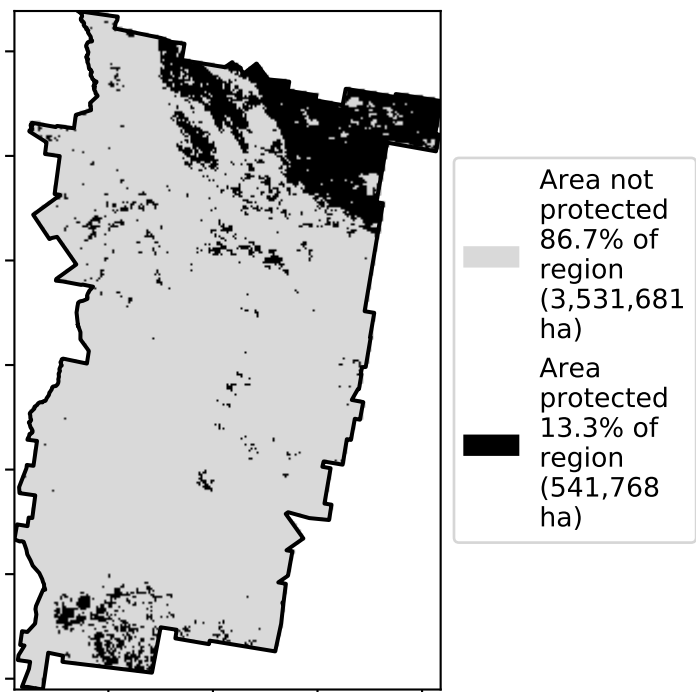 Area not
protected
86.7% of
region
(3,531,681
ha)
Area
protected
13.3% of
region
(541,768
ha)